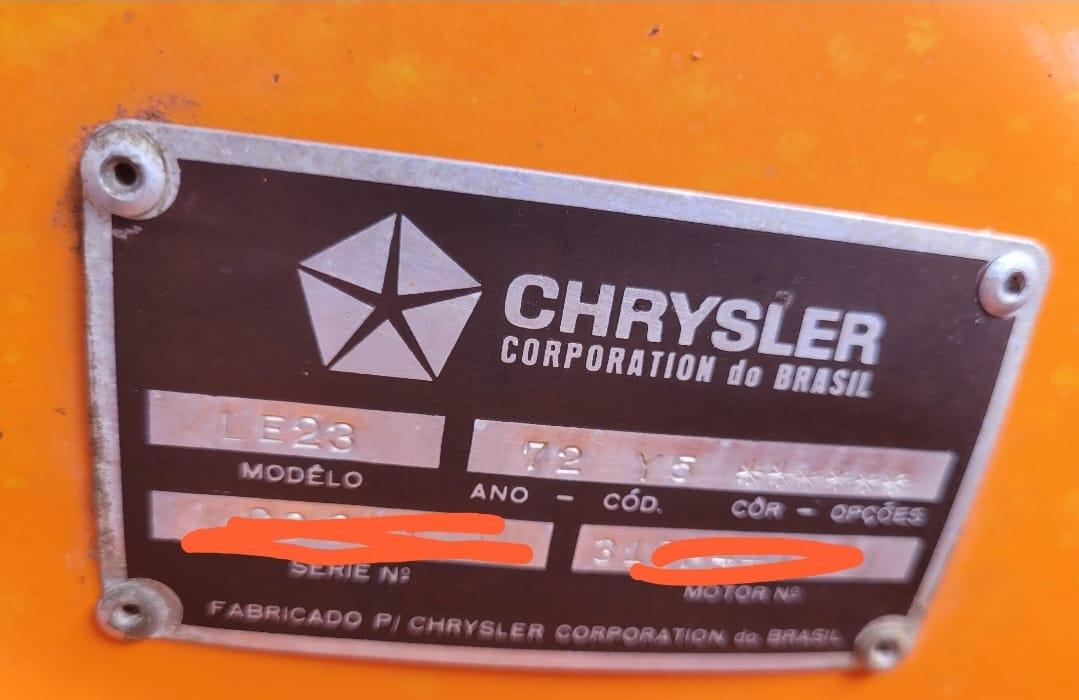 CHRYSLER
CORPORATION do BRASIL
LE23
72 Y5 ******
MODÊLO
ANO - CÓD. CÔR - OPÇÕES
SÉRIE Nº
MOTOR Nº
FABRICADO P/ CHRYSLER CORPORATION do BRASIL